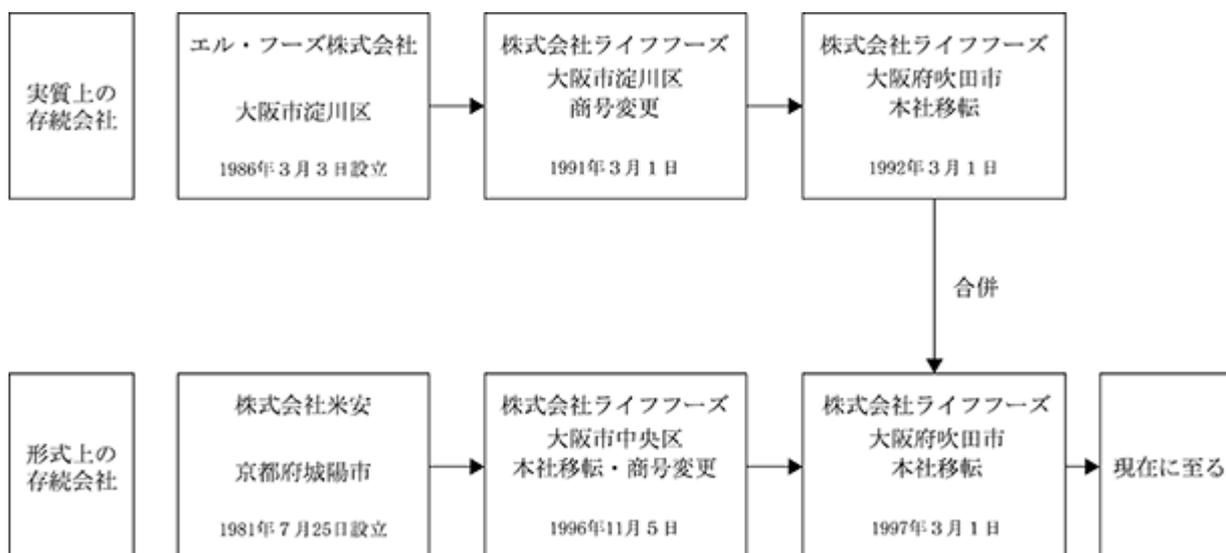 実質上の
存続会社
エル・フーズ株式会社
大阪市淀川区
1986年3月3日設立
株式会社ライフフーズ
大阪市淀川区
商号変更
1991年3月1日
株式会社ライフフーズ
大阪府吹田市
本社移転
1992年3月1日
合併
形式上の
存続会社
株式会社米安
京都府城陽市
1981年7月25日設立
株式会社ライフフーズ
大阪市中央区
本社移転・商号変更
1996年11月5日
株式会社ライフフーズ
大阪府吹田市
本社移転
1997年3月1日
現在に至る